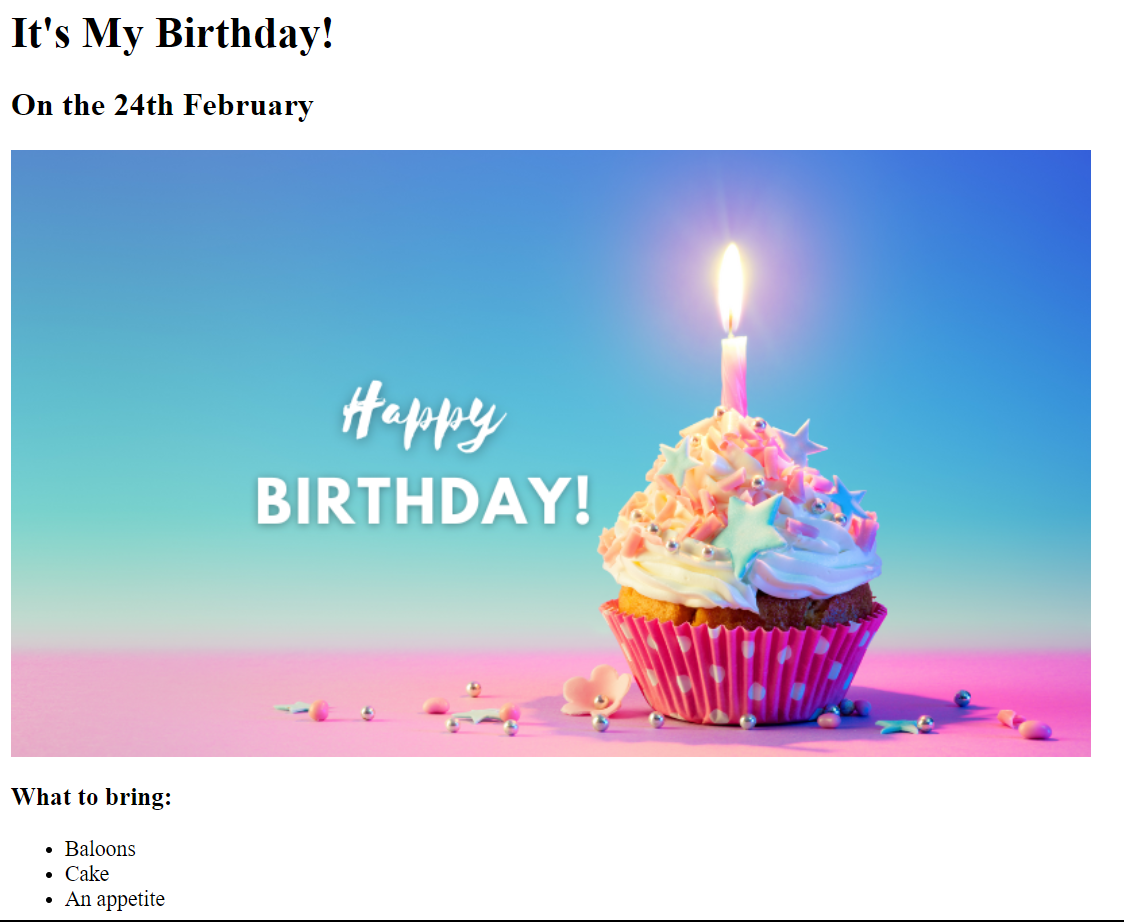 It's My Birthday!
On the 24th February
Happy
BIRTHDAY!
What to bring:
Baloons
Cake
An appetite